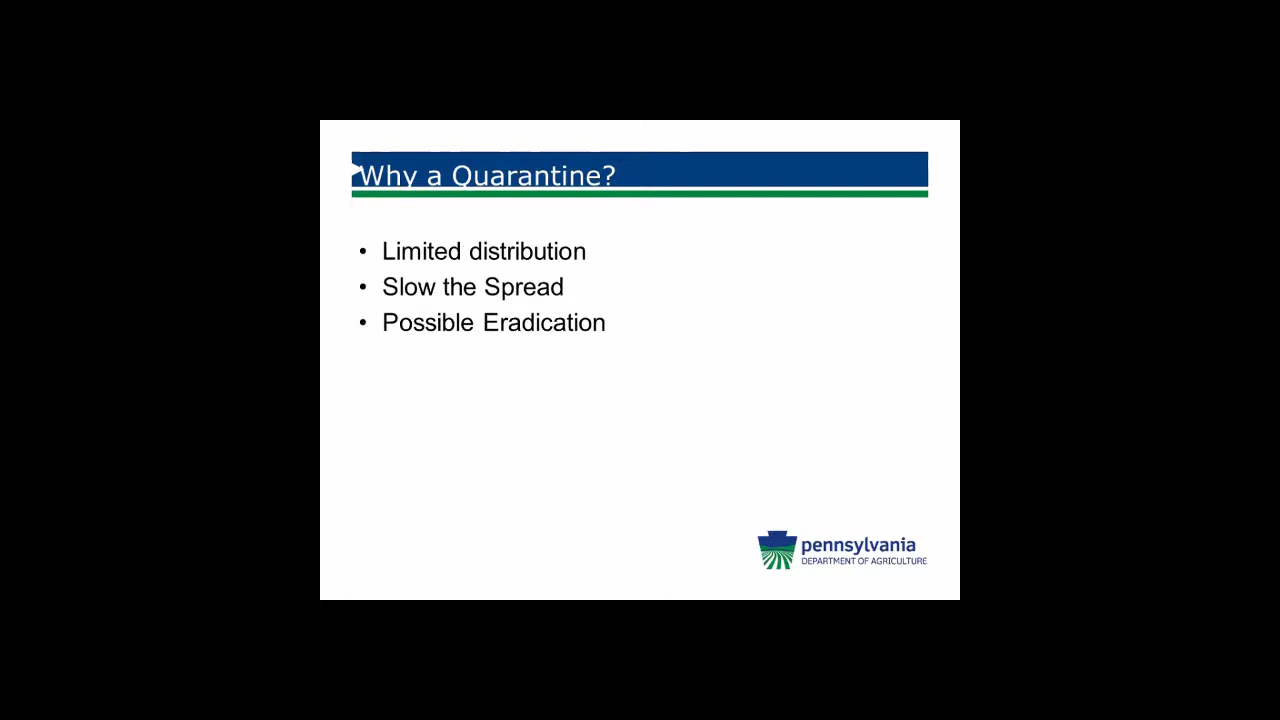 Why a Quarantine?
• Limited distribution
• Slow the Spread
• Possible Eradication
pennsylvania
DEPARTMENT OF AGRICULTURE